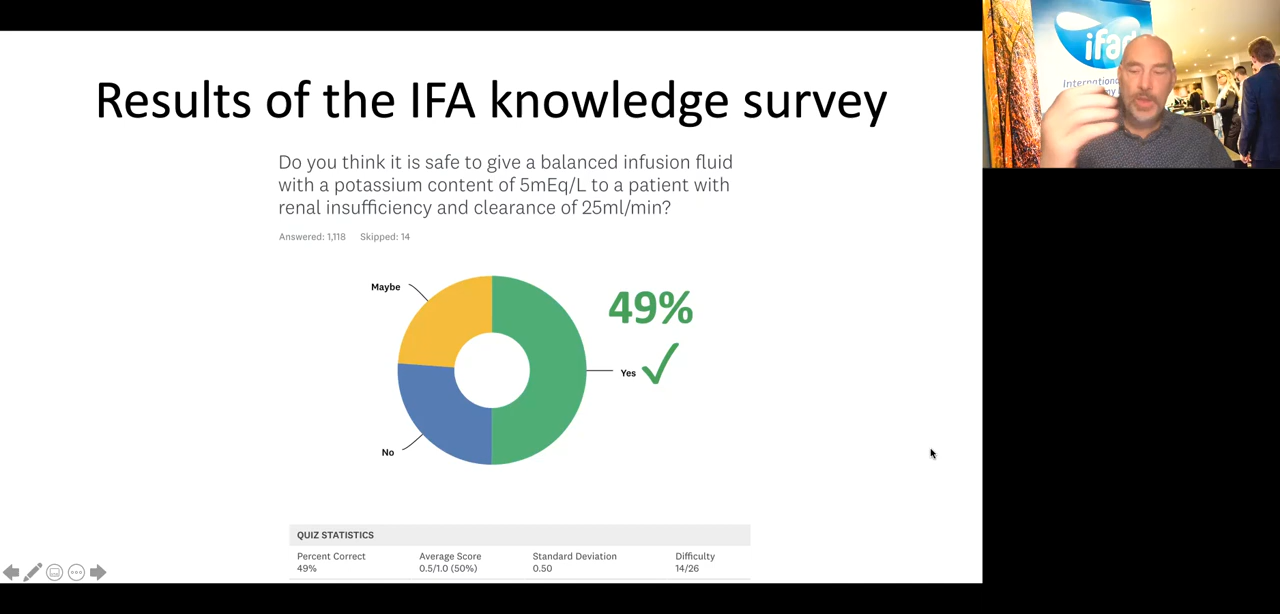 Results of the IFA knowledge survey
Do you think it is safe to give a balanced infusion fluid
with a potassium content of 5mEq/L to a patient with
renal insufficiency and clearance of 25ml/min?
Answered: 1,118 Skipped: 14
Maybe
49%
Yes
No
QUIZ STATISTICS
Percent Correct Average Score Standard Deviation Difficulty
49% 0.5/1.0 (50%) 0.50 14/26
ifad